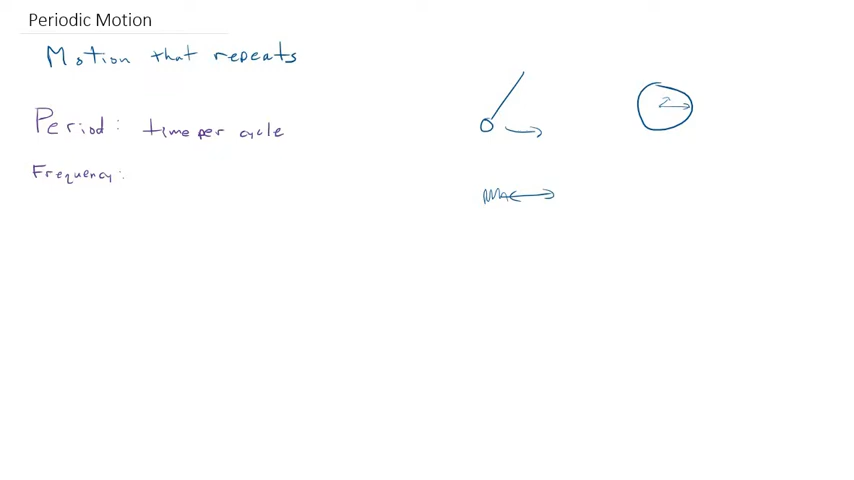 Periodic Motion
Motion that repeats
Period: time per cycle
Frequency: